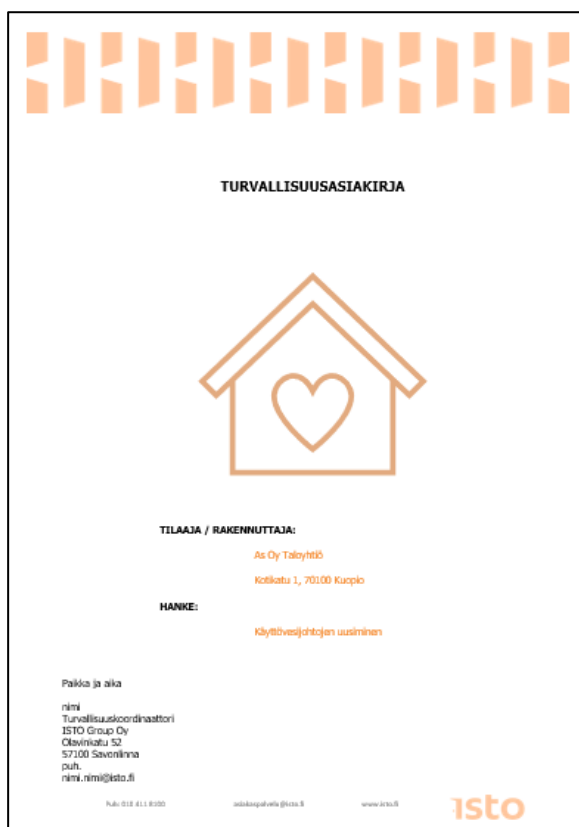 TURVALLISUUSASIAKIRJA
TILAAJA / RAKENNUTTAJA:
As Oy Taloyhtiö
Kotikatu 1, 70100 Kuopio
HANKE:
Käyttövesijohtojen uusiminen
Paikka ja aika
nimi
Turvallisuuskoordinaattori
ISTO Group Oy
Olavinkatu 52
57100 Savonlinna
puh.
nimi.nimi@isto.fi
Puh: 010 411 8100 asiakaspalvelu@isto.fi www.isto.fi
isto